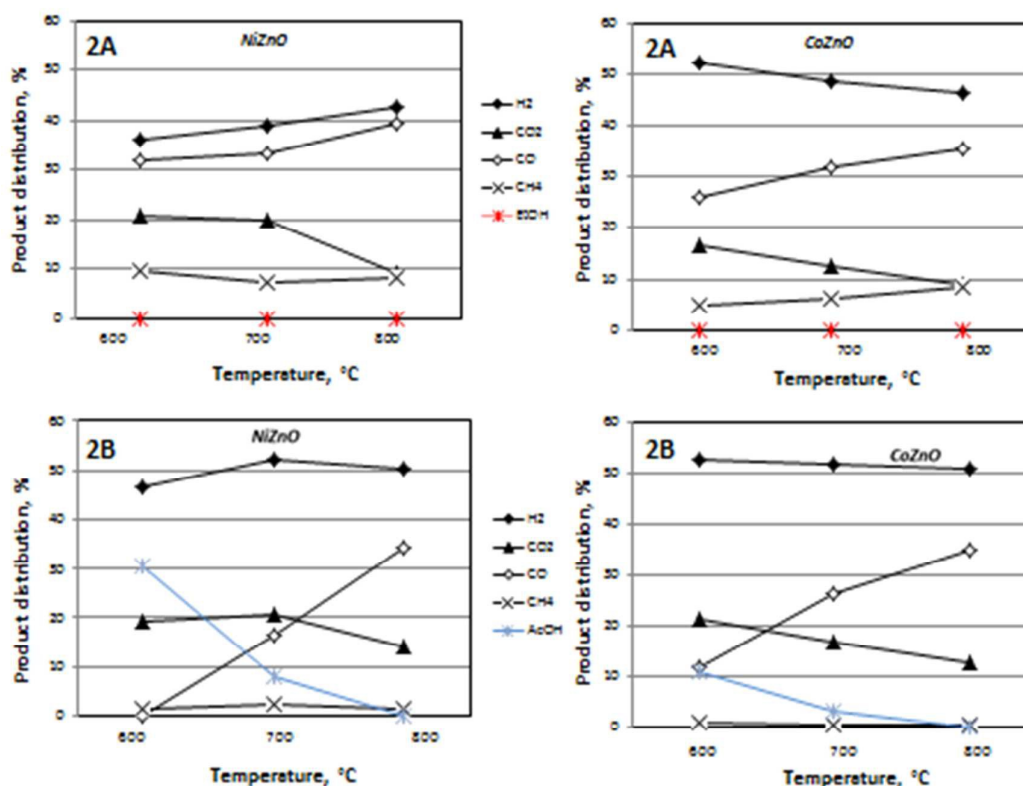 2A
NiZnO
Product distribution, %
60
50
40
30
20
10
0
600
700
800
Temperature, °C
H2
CO2
CO
CH4
EtOH
2A
CoZnO
Product distribution, %
60
50
40
30
20
10
0
600
700
800
Temperature, °C
2B
NiZnO
Product distribution, %
60
50
40
30
20
10
0
600
700
800
Temperature, °C
H2
CO2
CO
CH4
AcOH
2B
CoZnO
Product distribution, %
60
50
40
30
20
10
0
600
700
800
Temperature, °C